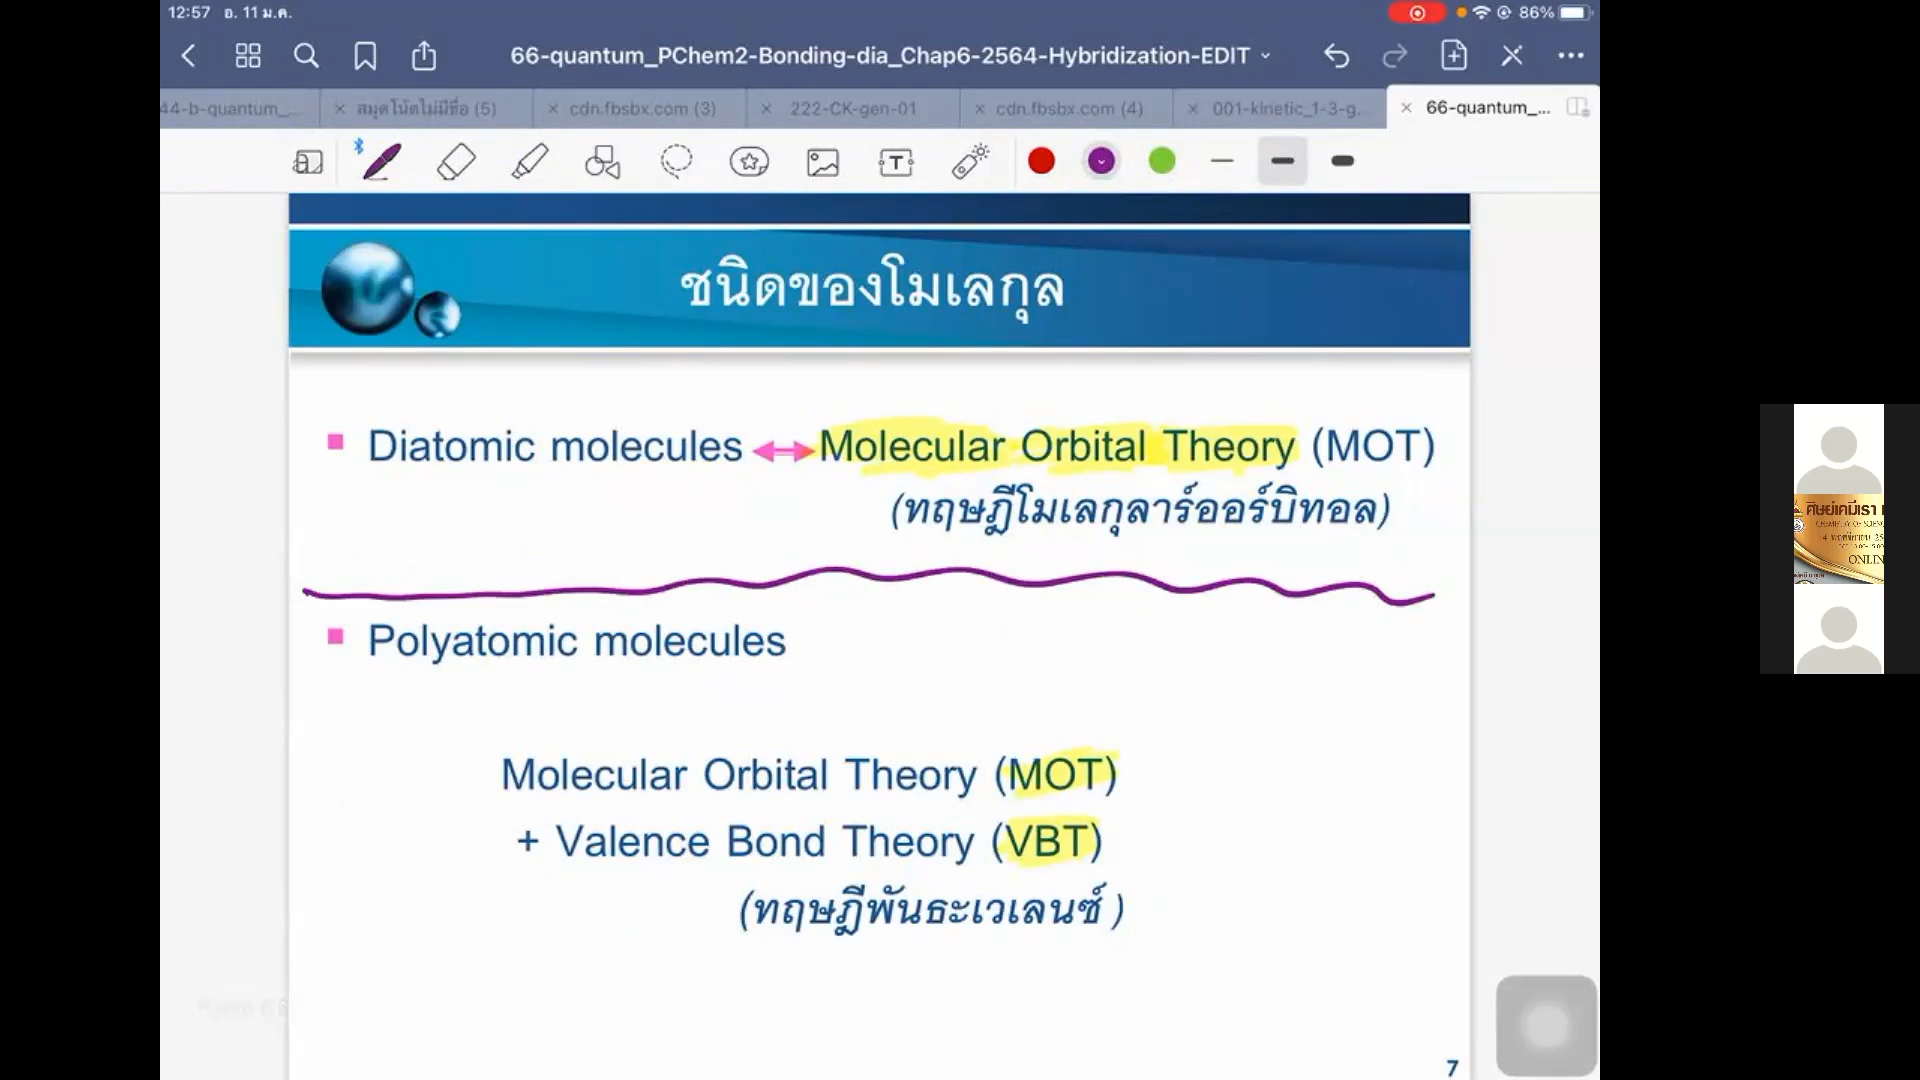 12:57 อ. 11 ม.ค. 86%
66-quantum_PChem2-Bonding-dia_Chap6-2564-Hybridization-EDIT
44-b-quantum_... สมุดโน้ตไม่มีชื่อ (5) cdn.fbsbx.com (3) 222-CK-gen-01 cdn.fbsbx.com (4) 001-kinetic_1-3-g... 66-quantum_...
ชนิดของโมเลกุล
Diatomic molecules Molecular Orbital Theory (MOT)
(ทฤษฎีโมเลกุลาร์ออร์บิทอล)
Polyatomic molecules
Molecular Orbital Theory (MOT)
+ Valence Bond Theory (VBT)
(ทฤษฎีพันธะเวเลนซ์ )
7
ศิษย์เคมีเรา
ONLIN